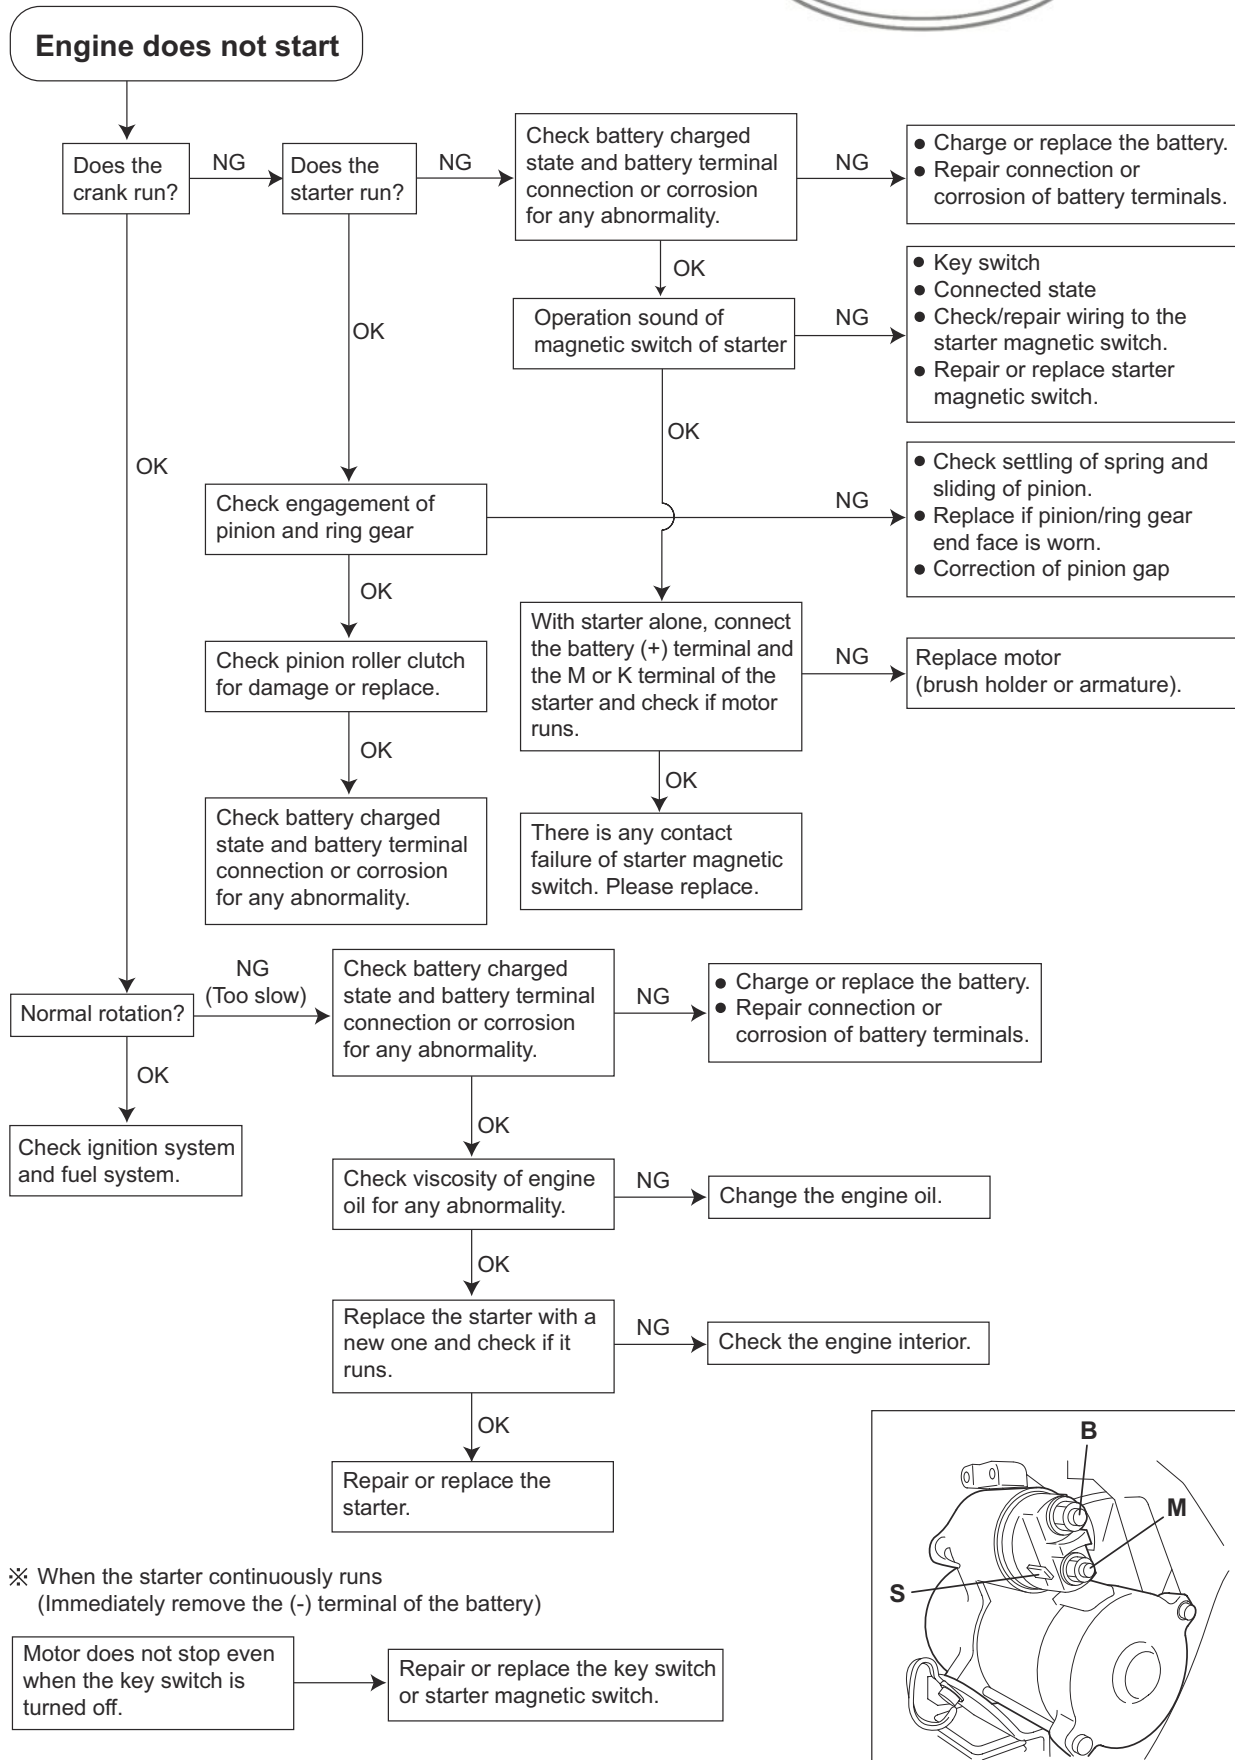 Engine does not start
Does the
crank run?
NG
Does the
starter run?
NG
Check battery charged
state and battery terminal
connection or corrosion
for any abnormality.
NG
● Charge or replace the battery.
● Repair connection or
corrosion of battery terminals.
OK
Operation sound of
magnetic switch of starter
NG
● Key switch
● Connected state
● Check/repair wiring to the
starter magnetic switch.
● Repair or replace starter
magnetic switch.
OK
OK
OK
Check engagement of
pinion and ring gear
NG
● Check settling of spring and
sliding of pinion.
● Replace if pinion/ring gear
end face is worn.
● Correction of pinion gap
OK
Check pinion roller clutch
for damage or replace.
With starter alone, connect
the battery (+) terminal and
the M or K terminal of the
starter and check if motor
runs.
NG
Replace motor
(brush holder or armature).
OK
OK
Check battery charged
state and battery terminal
connection or corrosion
for any abnormality.
There is any contact
failure of starter magnetic
switch. Please replace.
Normal rotation?
NG
(Too slow)
Check battery charged
state and battery terminal
connection or corrosion
for any abnormality.
NG
● Charge or replace the battery.
● Repair connection or
corrosion of battery terminals.
OK
Check ignition system
and fuel system.
OK
Check viscosity of engine
oil for any abnormality.
NG
Change the engine oil.
OK
Replace the starter with a
new one and check if it
runs.
NG
Check the engine interior.
OK
Repair or replace the
starter.
B
M
S
※ When the starter continuously runs
(Immediately remove the (-) terminal of the battery)
Motor does not stop even
when the key switch is
turned off.
Repair or replace the key switch
or starter magnetic switch.